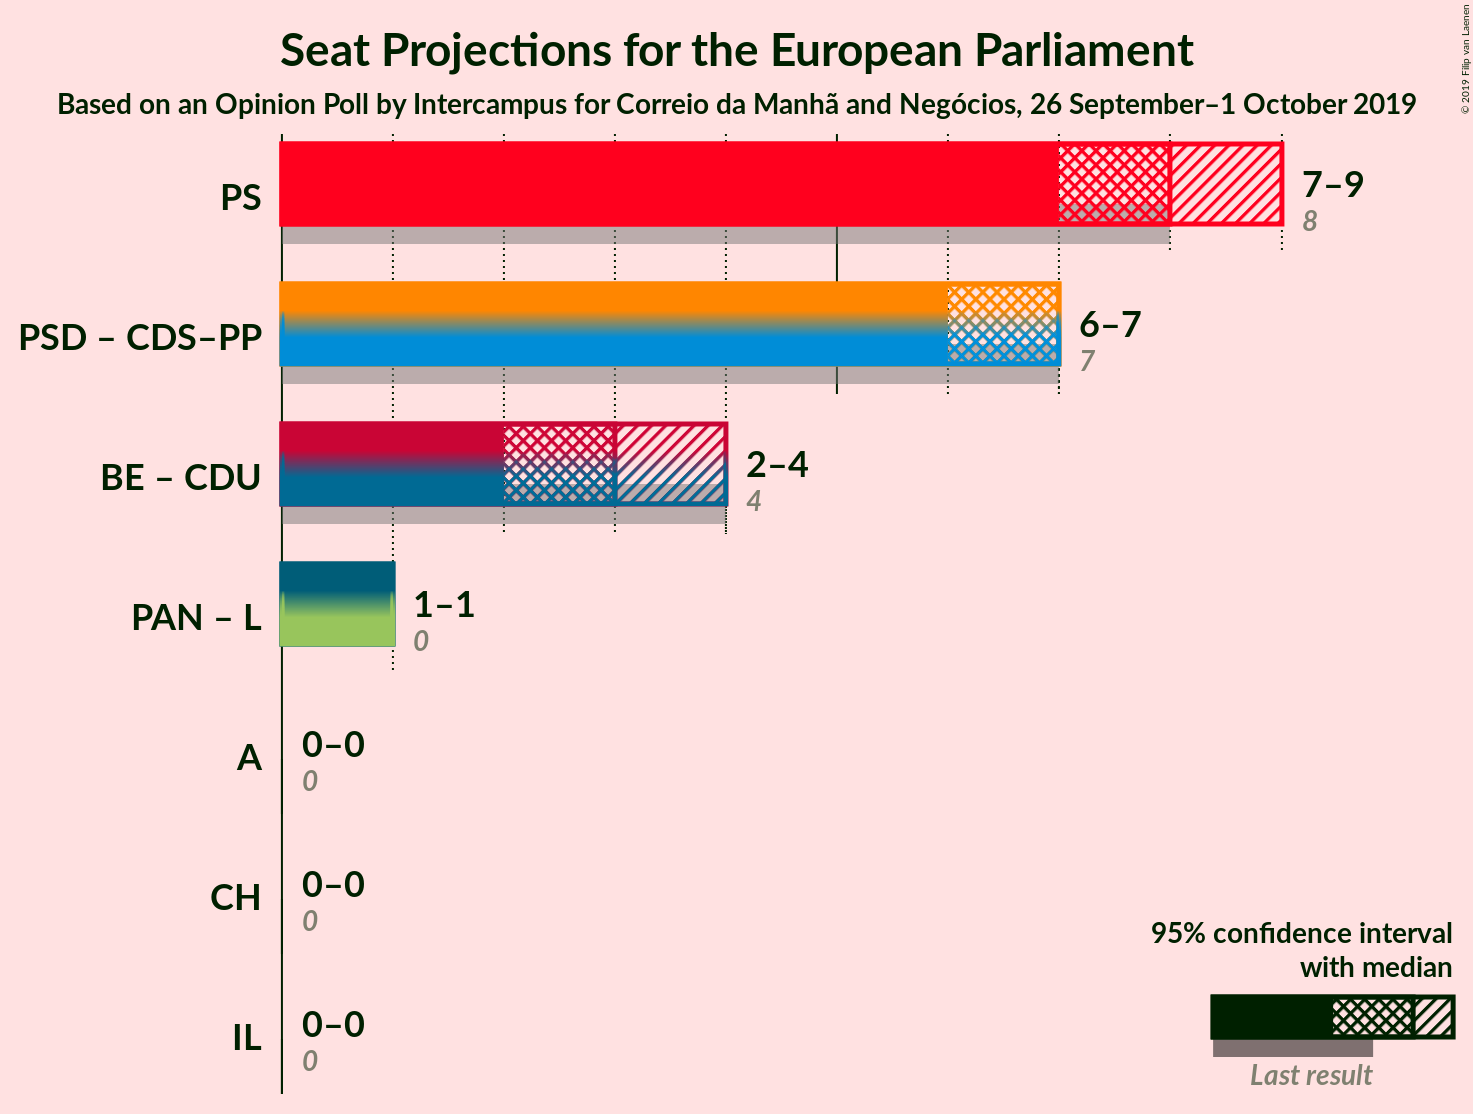 Seat Projections for the European Parliament
Based on an Opinion Poll by Intercampus for Correio da Manhã and Negócios, 26 September–1 October 2019
© 2019 Filip van Laenen
PS
7–9
8
PSD – CDS–PP
6–7
7
BE – CDU
2–4
4
PAN – L
1–1
0
A
0–0
0
CH
0–0
0
IL
0–0
0
95% confidence interval
with median
Last result